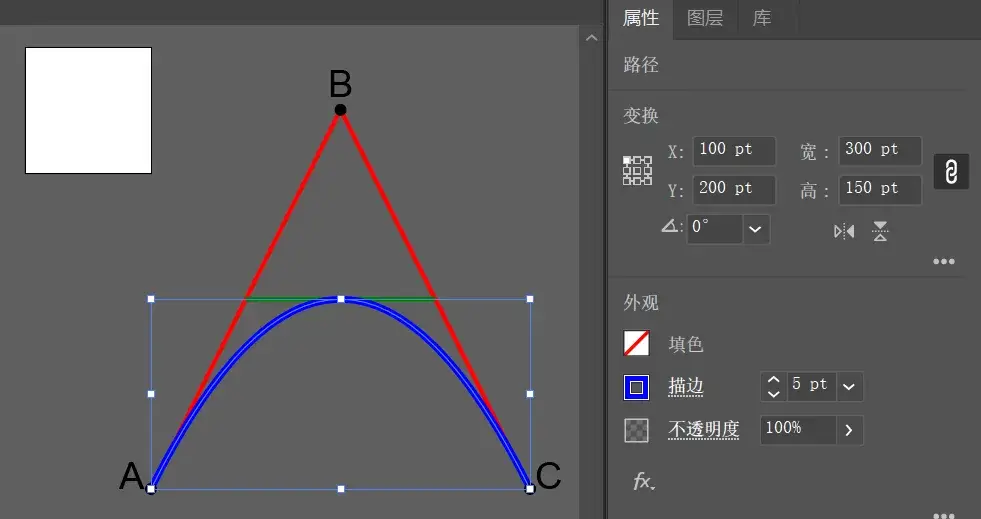 B
A
C
属性 图层 库
路径
变换
X: 100 pt 宽: 300 pt
Y: 200 pt 高: 150 pt
: 0°
外观
填色
描边 5 pt
不透明度 100%
fx.